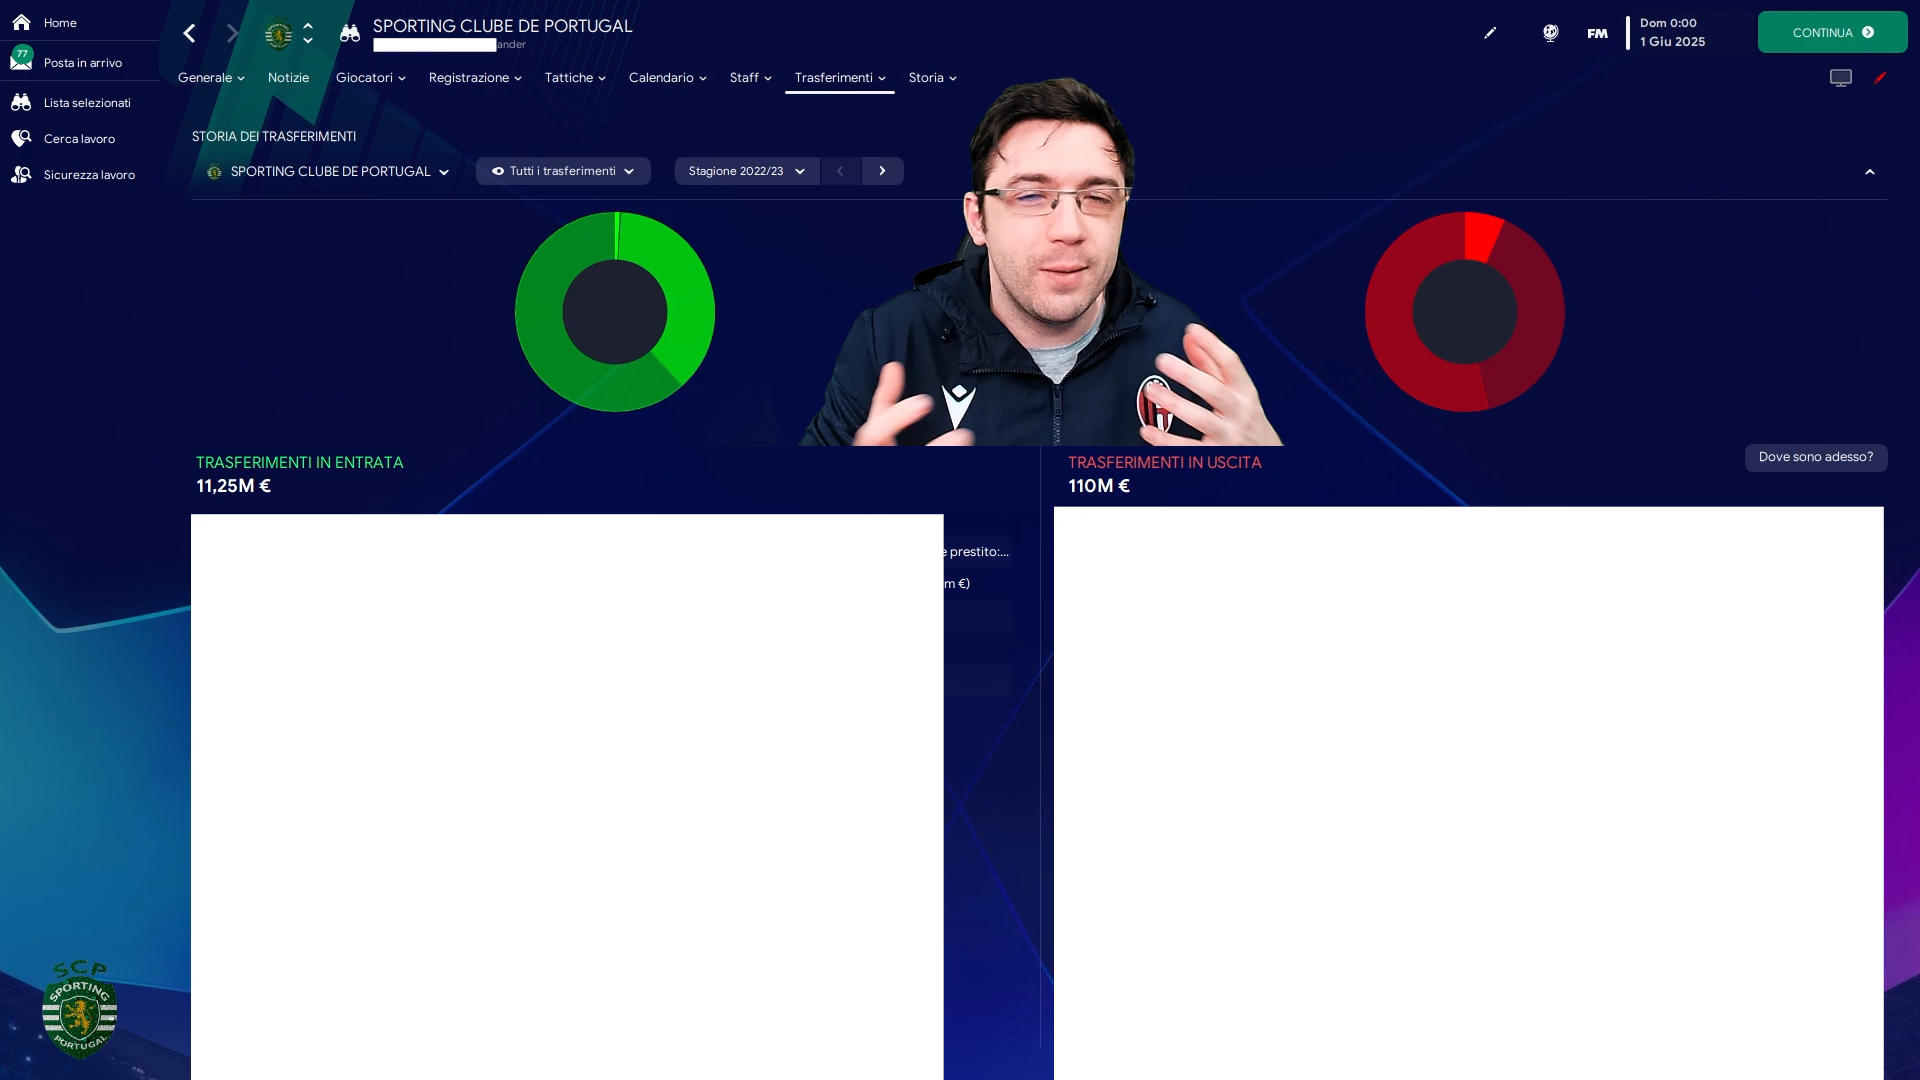 Home
77
Posta in arrivo
Lista selezionati
Cerca lavoro
Sicurezza lavoro
SPORTING CLUBE DE PORTUGAL
ander
FM
Dom 0:00
1 Giu 2025
CONTINUA
Generale
Notizie
Giocatori
Registrazione
Tattiche
Calendario
Staff
Trasferimenti
Storia
STORIA DEI TRASFERIMENTI
SPORTING CLUBE DE PORTUGAL
Tutti i trasferimenti
Stagione 2022/23
TRASFERIMENTI IN ENTRATA
11,25M €
TRASFERIMENTI IN USCITA
110M €
Dove sono adesso?
e prestito:...
m €)
SCP
SPORTING
PORTUGAL